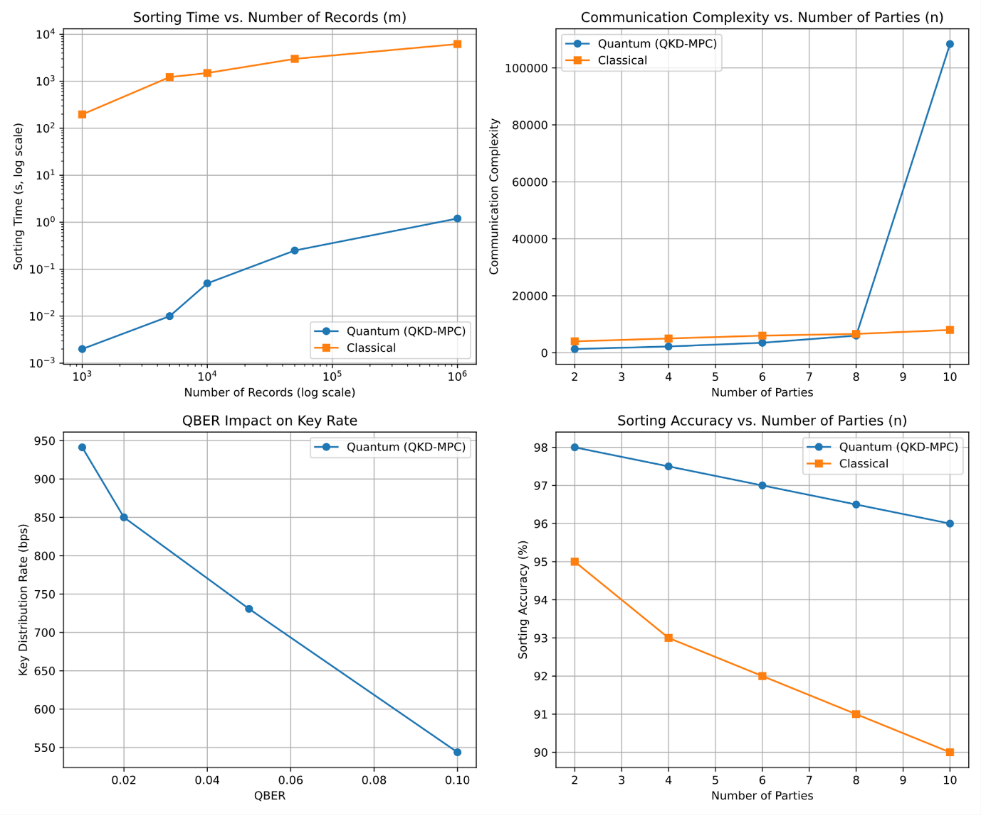 Sorting Time vs. Number of Records (m)
Sorting Time (s, log scale)
10⁴
10³
10²
10¹
10⁰
10⁻¹
10⁻²
10⁻³
Quantum (QKD-MPC)
Classical
10³ 10⁴ 10⁵ 10⁶
Number of Records (log scale)
Communication Complexity vs. Number of Parties (n)
Communication Complexity
Quantum (QKD-MPC)
Classical
100000
80000
60000
40000
20000
0
2 3 4 5 6 7 8 9 10
Number of Parties
QBER Impact on Key Rate
Key Distribution Rate (bps)
Quantum (QKD-MPC)
950
900
850
800
750
700
650
600
550
0.02 0.04 0.06 0.08 0.10
QBER
Sorting Accuracy vs. Number of Parties (n)
Sorting Accuracy (%)
Quantum (QKD-MPC)
Classical
98
97
96
95
94
93
92
91
90
2 3 4 5 6 7 8 9 10
Number of Parties